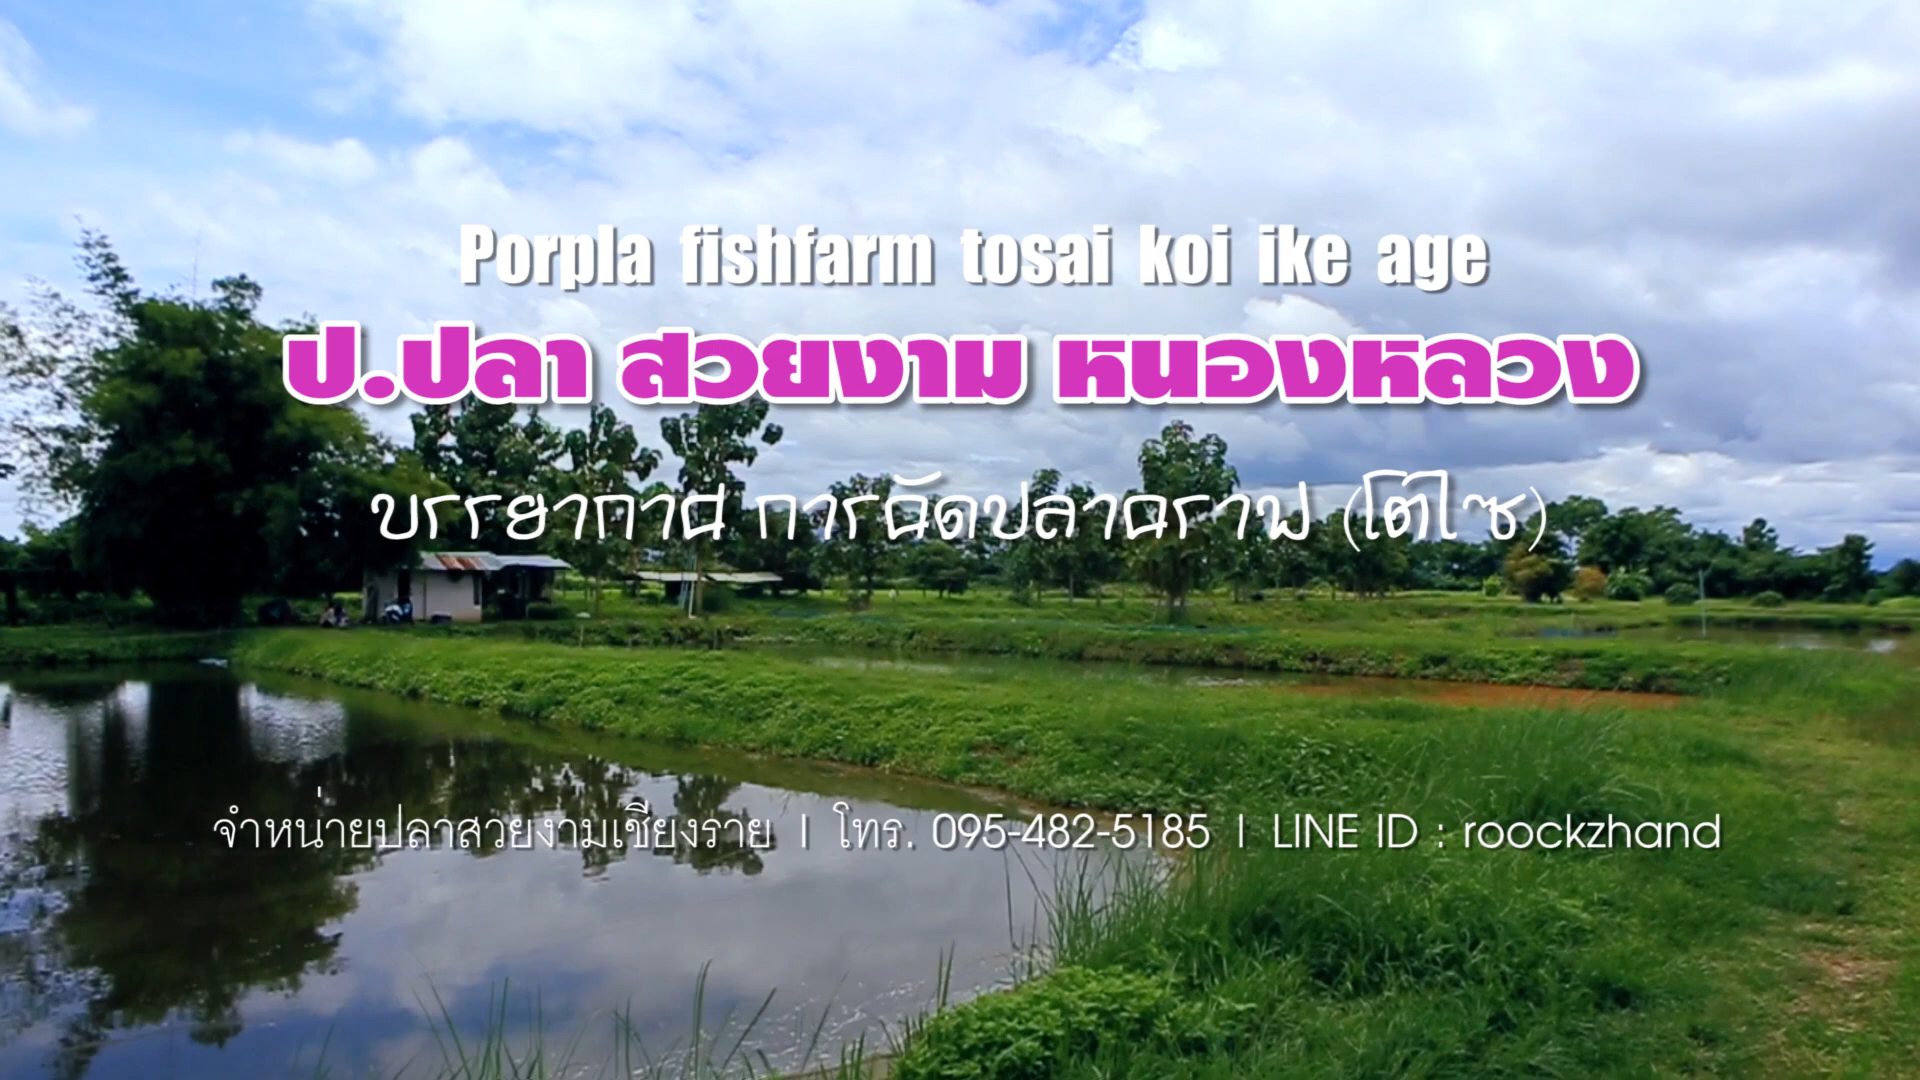 Porpla fishfarm tosai koi ike age
ป.ปลา สวยงาม หนองหลวง
บรรยากาศ การคัดปลาคราฟ (โตไซ)
จำหน่ายปลาสวยงามเชียงราย | โทร. 095-482-5185 | LINE ID : roockzhand